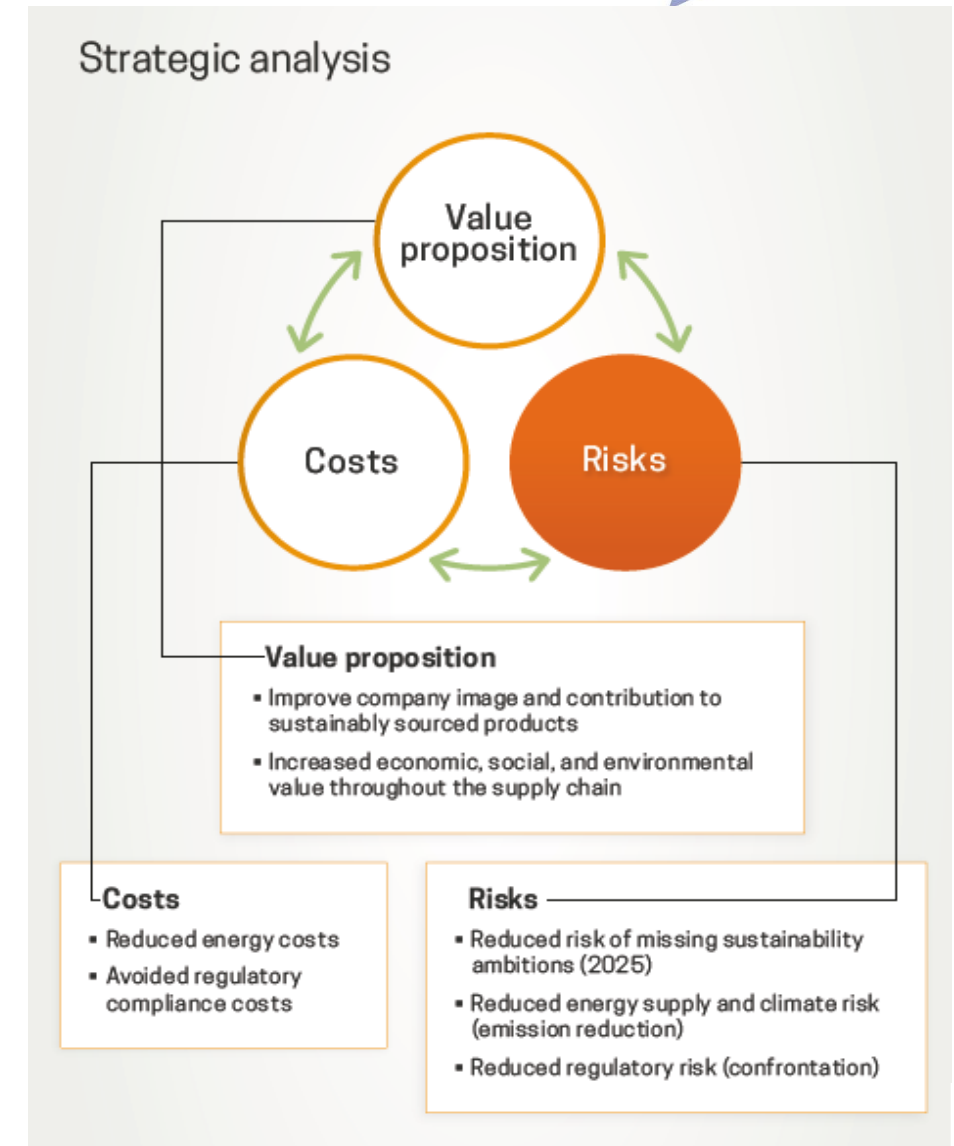 Strategic analysis
Value
proposition
Costs
Risks
Value proposition
▪ Improve company image and contribution to
sustainably sourced products
▪ Increased economic, social, and environmental
value throughout the supply chain
Costs
▪ Reduced energy costs
▪ Avoided regulatory
compliance costs
Risks
▪ Reduced risk of missing sustainability
ambitions (2025)
▪ Reduced energy supply and climate risk
(emission reduction)
▪ Reduced regulatory risk (confrontation)